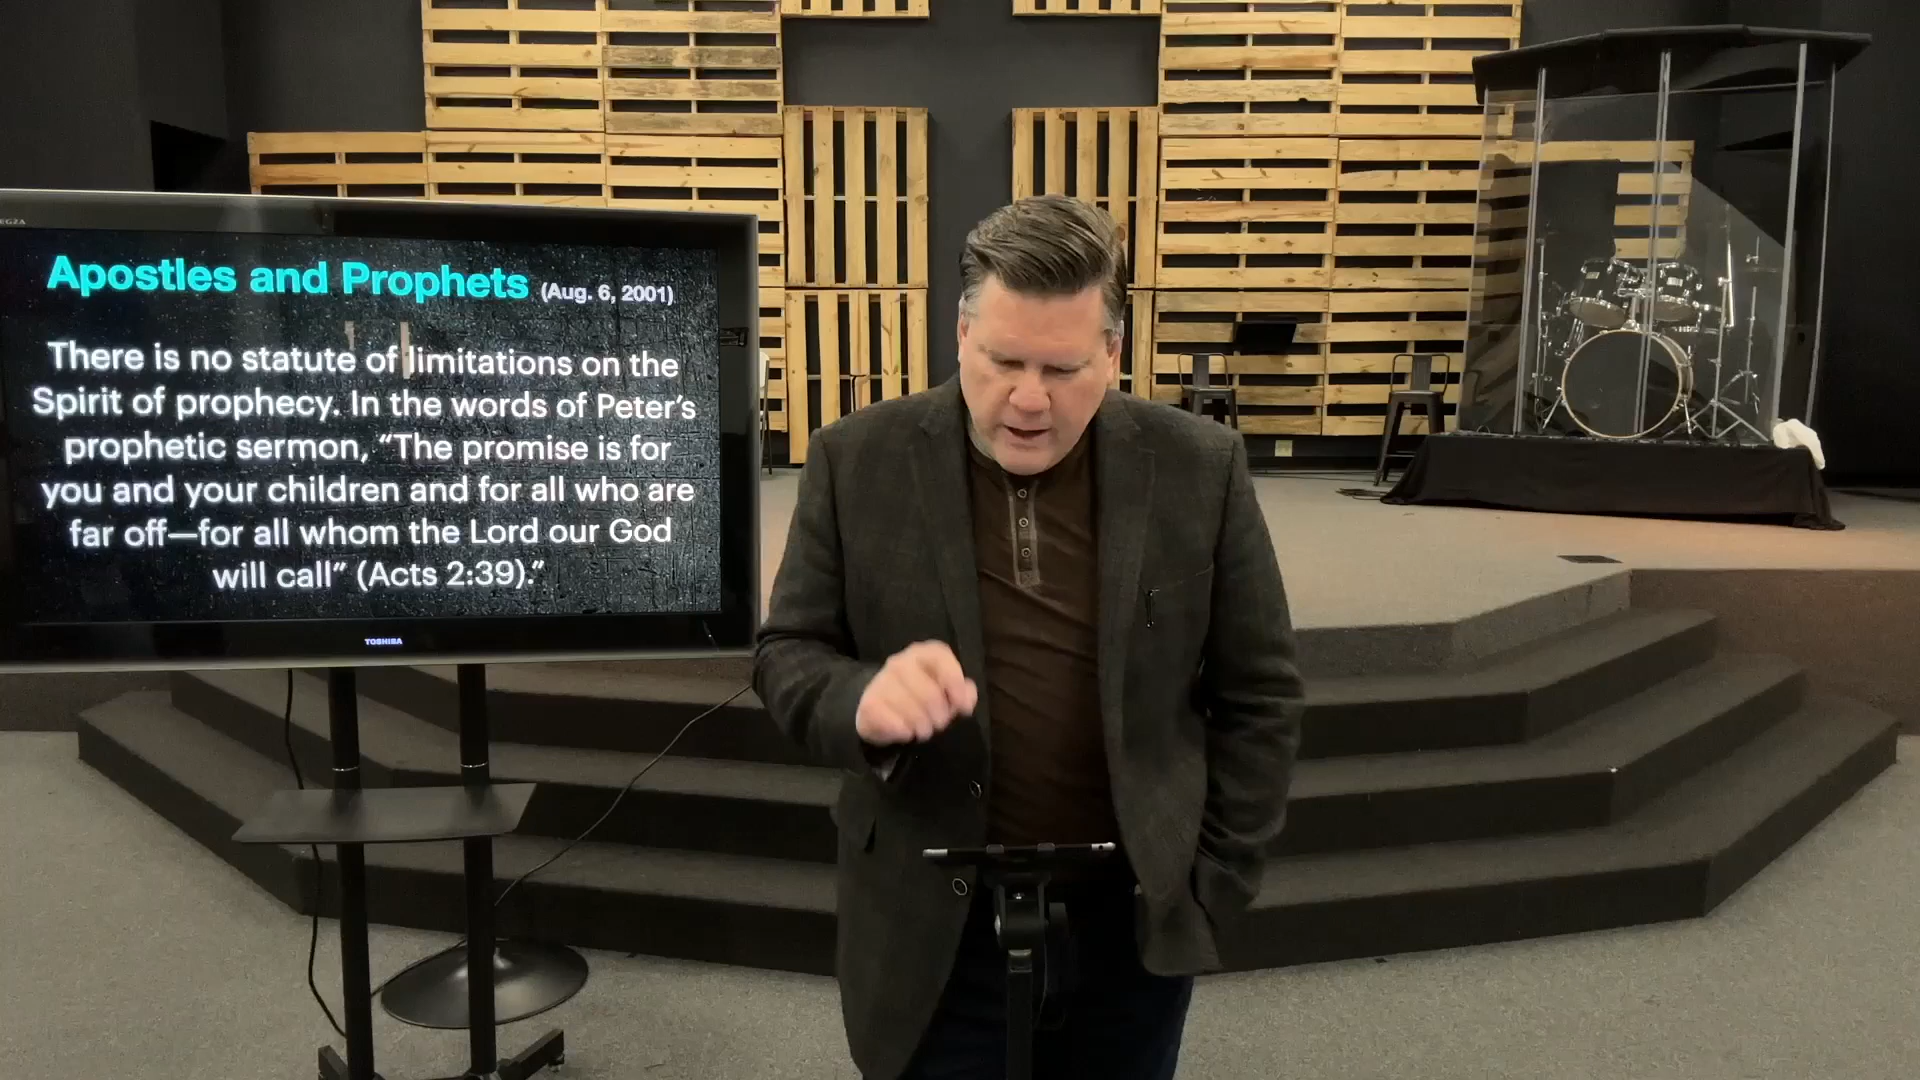 Apostles and Prophets (Aug. 6, 2001)
There is no statute of limitations on the
Spirit of prophecy. In the words of Peter’s
prophetic sermon, “The promise is for
you and your children and for all who are
far off—for all whom the Lord our God
will call” (Acts 2:39).”
TOSHIBA